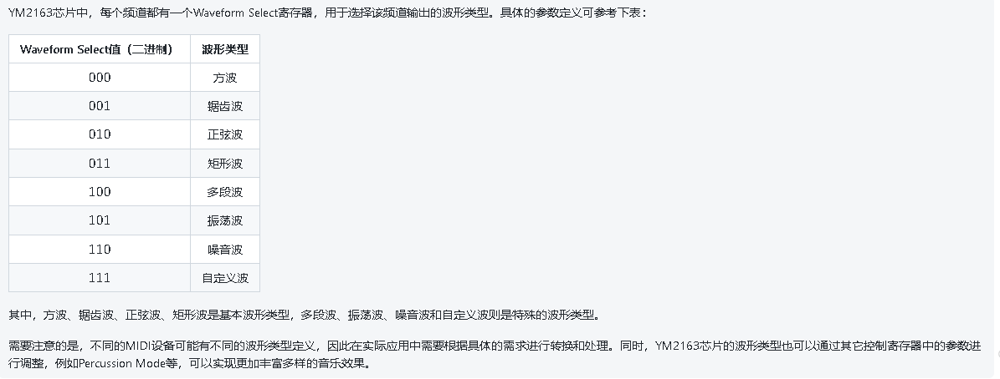 YM2163芯片中，每个频道都有一个Waveform Select寄存器，用于选择该频道输出的波形类型。具体的参数定义可参考下表：
Waveform Select值（二进制） 波形类型
000 方波
001 锯齿波
010 正弦波
011 矩形波
100 多段波
101 振荡波
110 噪音波
111 自定义波
其中，方波、锯齿波、正弦波、矩形波是基本波形类型，多段波、振荡波、噪音波和自定义波则是特殊的波形类型。
需要注意的是，不同的MIDI设备可能有不同的波形类型定义，因此在实际应用中需要根据具体的需求进行转换和处理。同时，YM2163芯片的波形类型也可以通过其它控制寄存器中的参数进
行调整，例如Percussion Mode等，可以实现更加丰富多样的音乐效果。